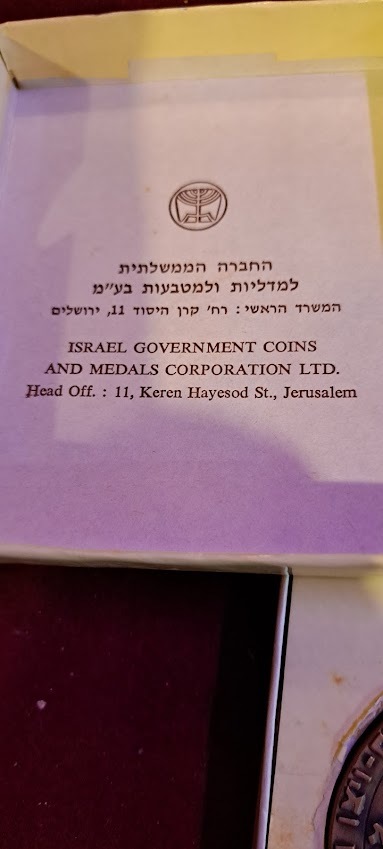 החברה הממשלתית
למדליות ולמטבעות בע"מ
המשרד הראשי : רח' קרן היסוד 11, ירושלים
ISRAEL GOVERNMENT COINS
AND MEDALS CORPORATION LTD.
Head Off. : 11, Keren Hayesod St., Jerusalem